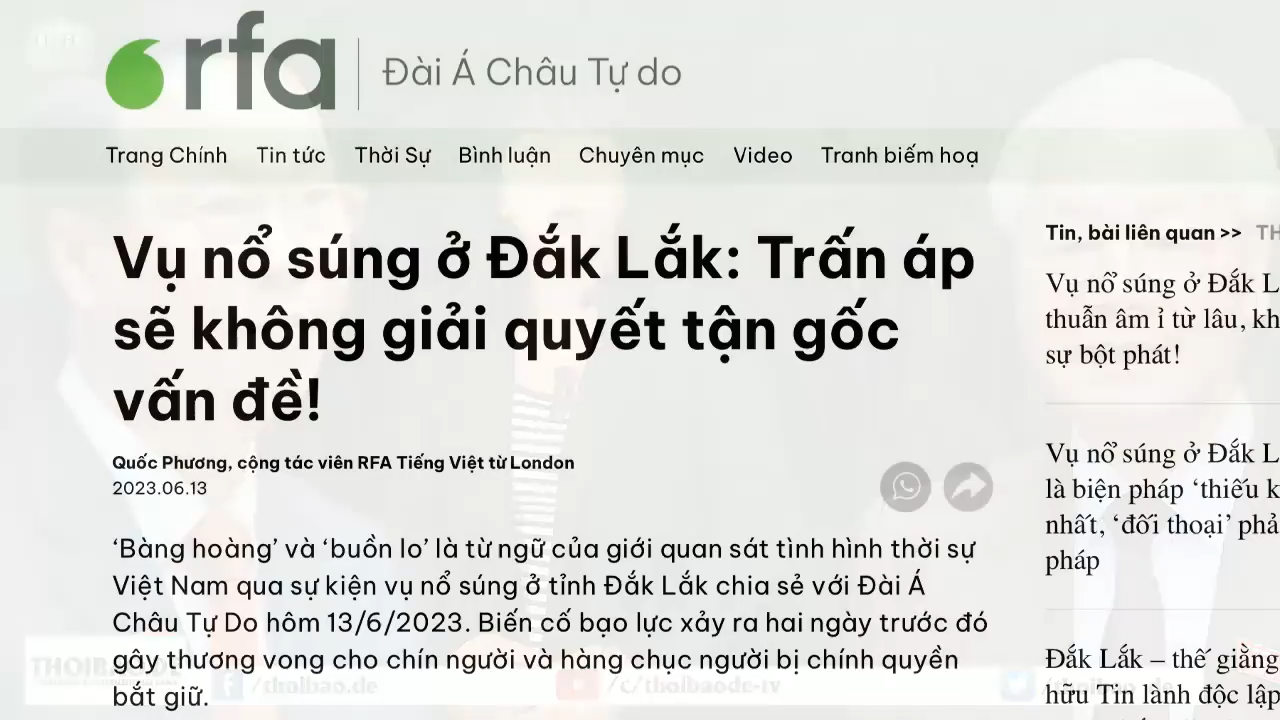 rfa
Đài Á Châu Tự do
Trang Chính Tin tức Thời Sự Bình luận Chuyên mục Video Tranh biếm hoạ
Vụ nổ súng ở Đắk Lắk: Trấn áp
sẽ không giải quyết tận gốc
vấn đề!
Quốc Phương, cộng tác viên RFA Tiếng Việt từ London
2023.06.13
‘Bàng hoàng’ và ‘buồn lo’ là từ ngữ của giới quan sát tình hình thời sự
Việt Nam qua sự kiện vụ nổ súng ở tỉnh Đắk Lắk chia sẻ với Đài Á
Châu Tự Do hôm 13/6/2023. Biến cố bạo lực xảy ra hai ngày trước đó
gây thương vong cho chín người và hàng chục người bị chính quyền
bắt giữ.
Tin, bài liên quan >> TH
Vụ nổ súng ở Đắk L
thuẫn âm ỉ từ lâu, kh
sự bột phát!
Vụ nổ súng ở Đắk L
là biện pháp ‘thiếu k
nhất, ‘đối thoại’ phả
pháp
Đắk Lắk – thế giằng
hữu Tin lành độc lập
THOIBAODE
/thoibao.de
/c/thoibaode-tv
/thoibao_de